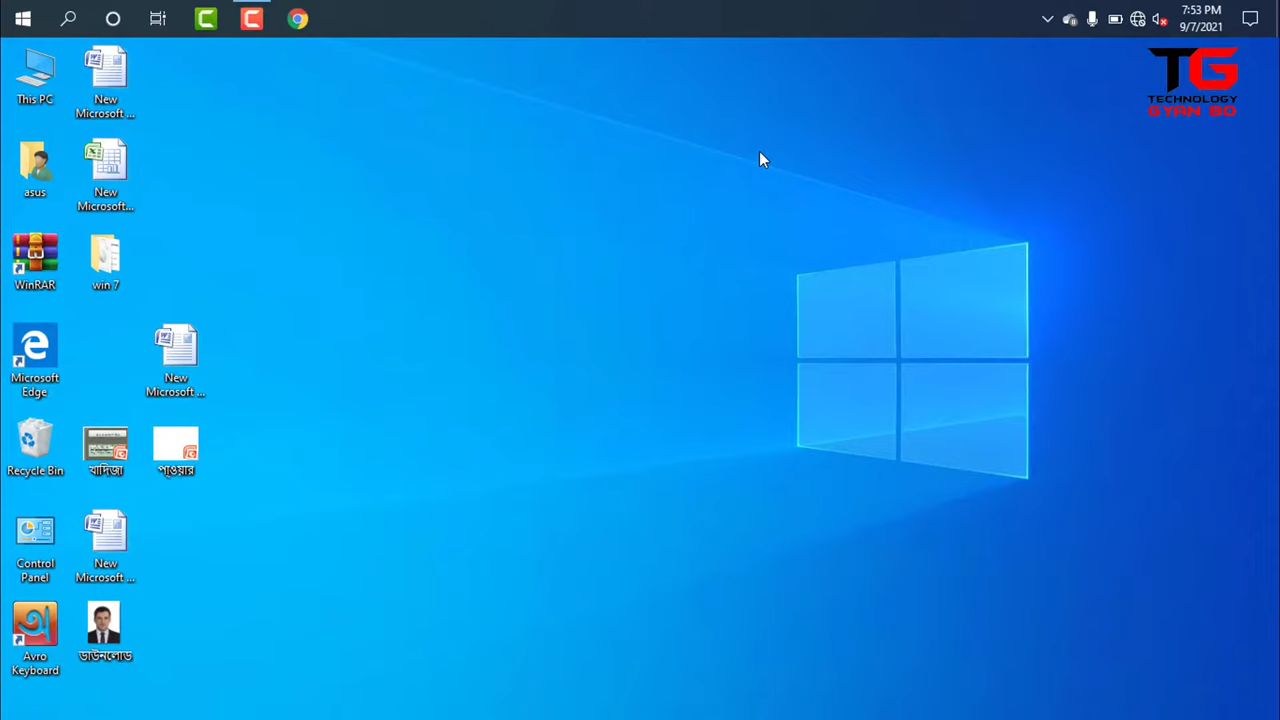 7:53 PM
9/7/2021
TG
TECHNOLOGY
GYAN BD
This PC
New
Microsoft ...
asus
New
Microsoft...
WinRAR
win 7
Microsoft
Edge
New
Microsoft ...
Recycle Bin
খাদিজা
পাওয়ার
Control
Panel
New
Microsoft ...
Avro
Keyboard
ডাউনলোড